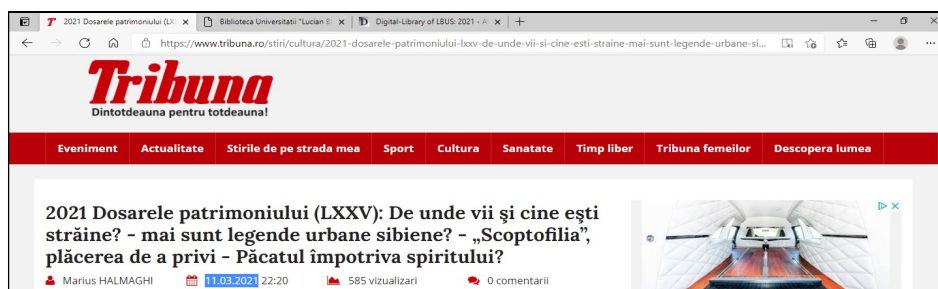 2021 Dosarele patrimoniului (LX
Biblioteca Universitatii "Lucian Bl
Digital-Library of LBUS: 2021 - A
https://www.tribuna.ro/stiri/cultura/2021-dosarele-patrimoniului-lxxv-de-unde-vii-si-cine-esti-straine-mai-sunt-legende-urbane-si...
Tribuna
Dintotdeauna pentru totdeauna!
Eveniment Actualitate Stirile de pe strada mea Sport Cultura Sanatate Timp liber Tribuna femeilor Descopera lumea
2021 Dosarele patrimoniului (LXXV): De unde vii şi cine eşti
străine? - mai sunt legende urbane sibiene? - „Scoptofilia”,
plăcerea de a privi - Păcatul împotriva spiritului?
Marius HALMAGHI 11.03.2021 22:20 585 vizualizari 0 comentarii